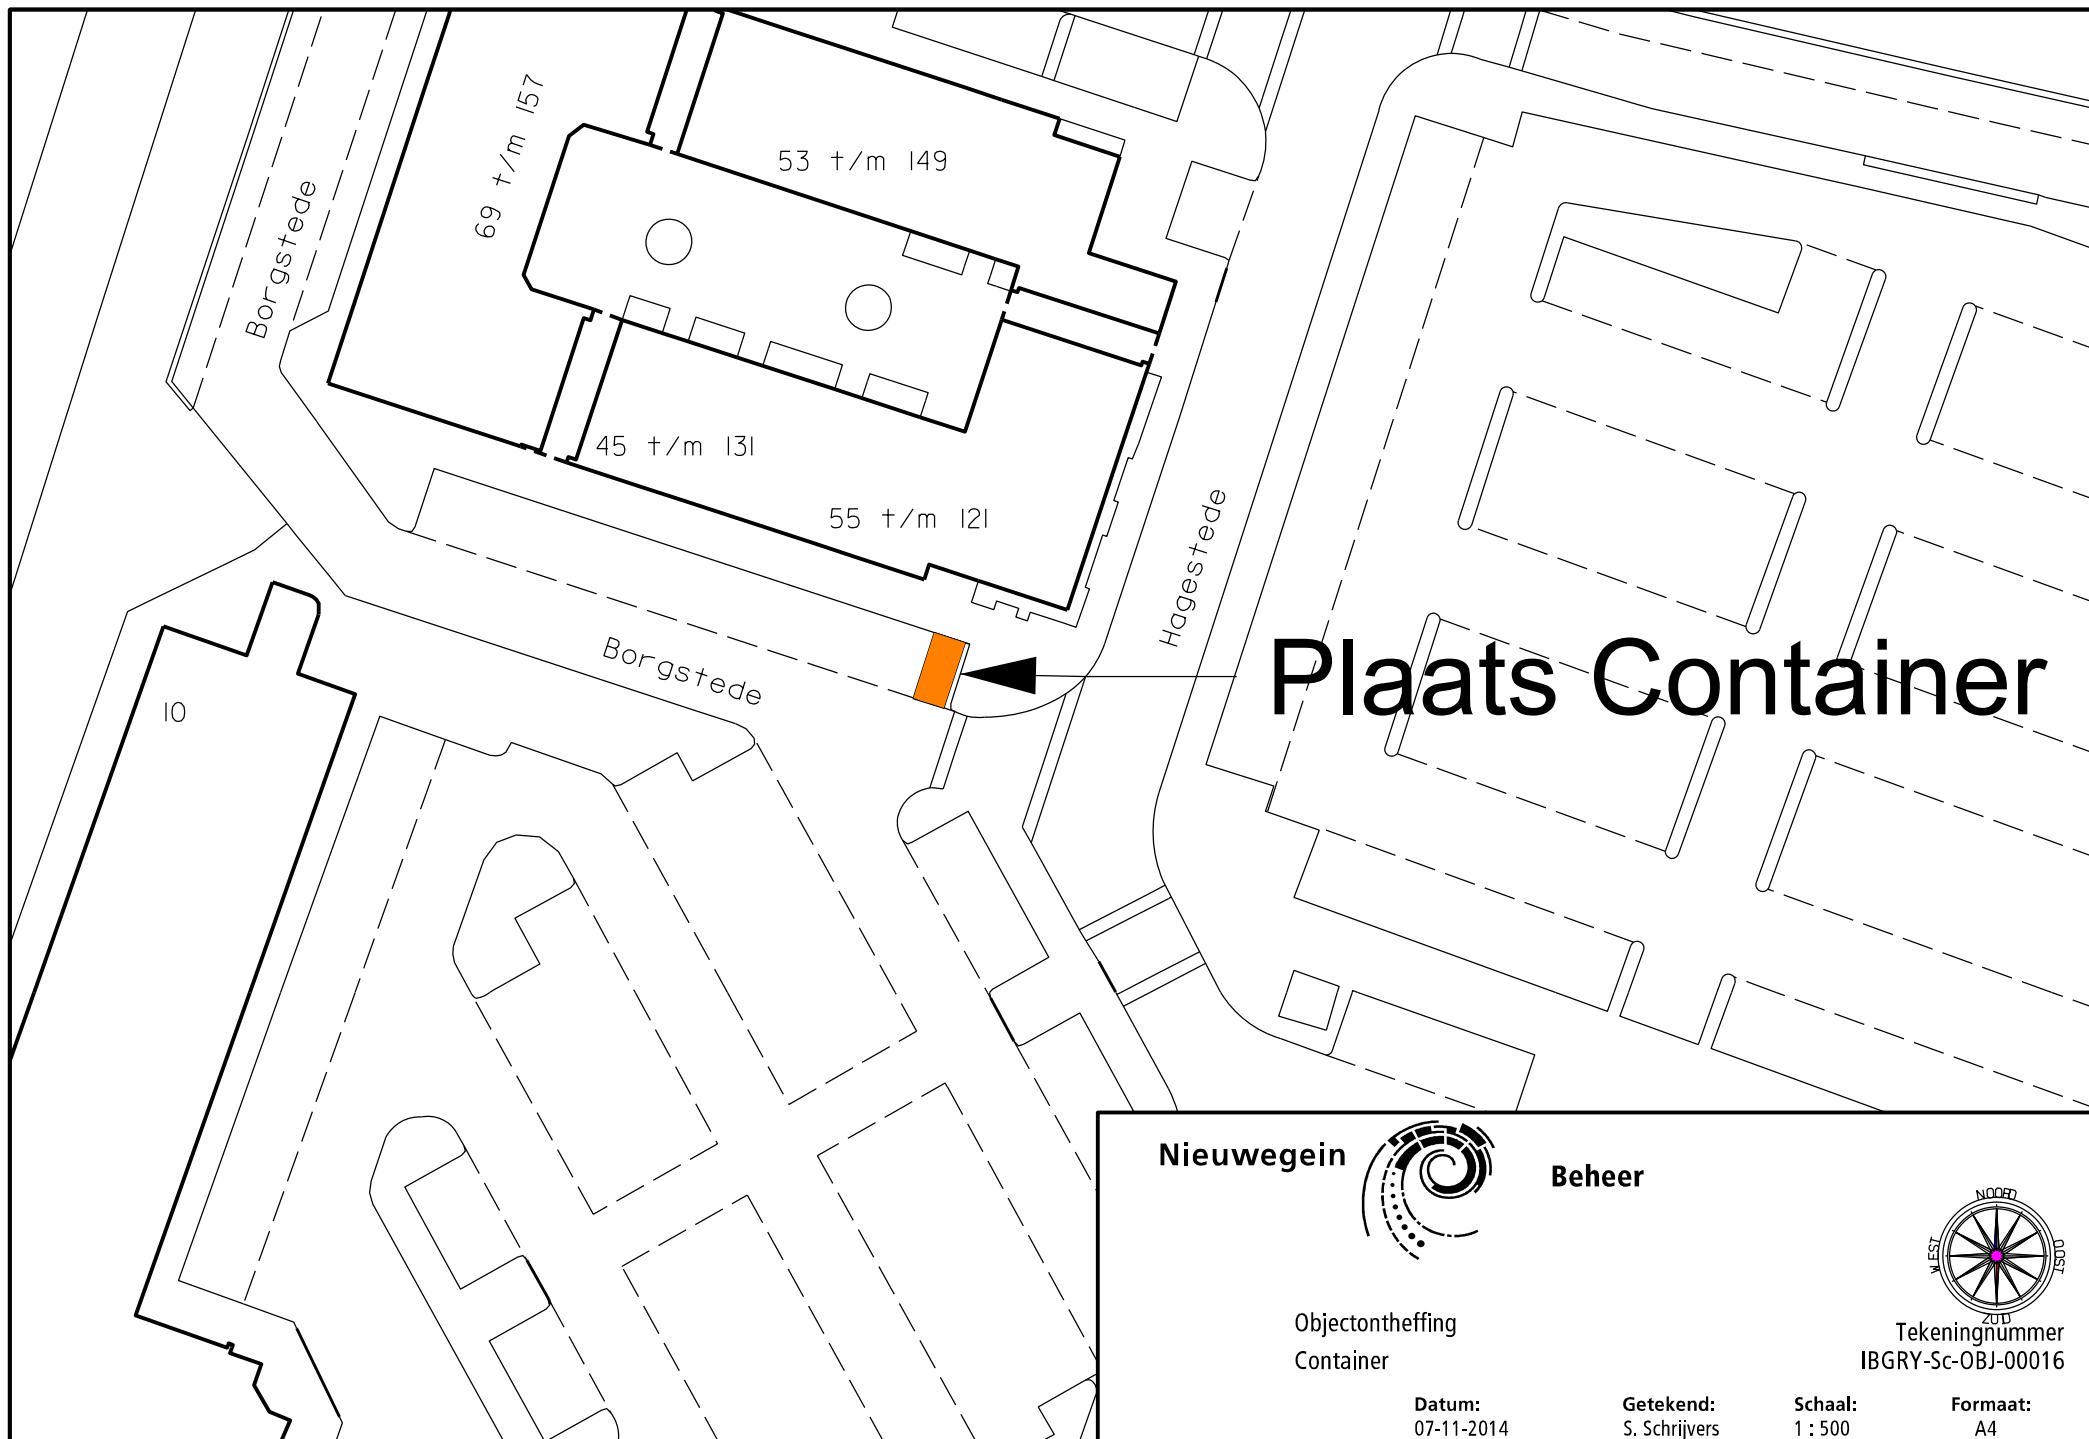 69 t/m 157
53 t/m 149
Borgstede
45 t/m 131
55 t/m 121
Hagestede
Borgstede
Plaats Container
10
Nieuwegein
Beheer
NOORD
WEST
OOST
ZUID
Objectontheffing
Container
Tekeningnummer
IBGRY-Sc-OBJ-00016
Datum: Getekend: Schaal: Formaat:
07-11-2014 S. Schrijvers 1 : 500 A4